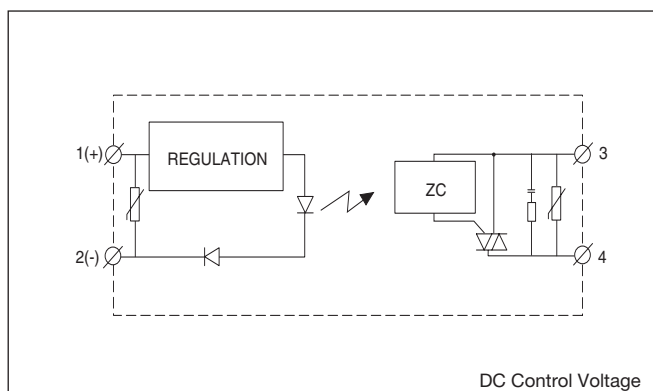 1(+)
REGULATION
3
ZC
2(-)
4
DC Control Voltage